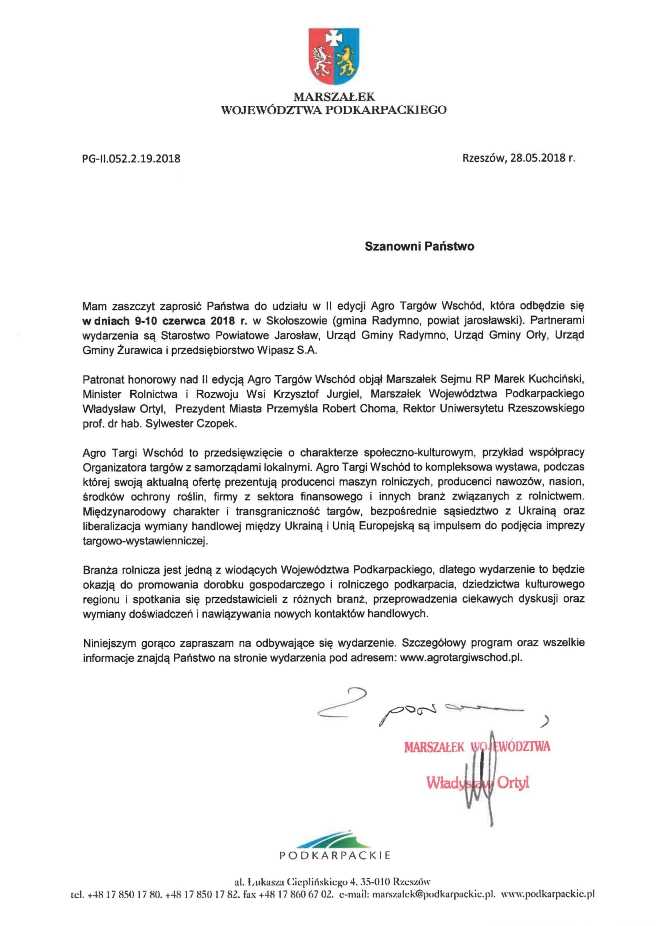 MARSZAŁEK
WOJEWÓDZTWA PODKARPACKIEGO
PG-II.052.2.19.2018
Rzeszów, 28.05.2018 r.
Szanowni Państwo
Mam zaszczyt zaprosić Państwa do udziału w II edycji Agro Targów Wschód, która odbędzie się
w dniach 9-10 czerwca 2018 r. w Skołoszowie (gmina Radymno, powiat jarosławski). Partnerami
wydarzenia są Starostwo Powiatowe Jarosław, Urząd Gminy Radymno, Urząd Gminy Orły, Urząd
Gminy Żurawica i przedsiębiorstwo Wipasz S.A.
Patronat honorowy nad II edycją Agro Targów Wschód objął Marszałek Sejmu RP Marek Kuchciński,
Minister Rolnictwa i Rozwoju Wsi Krzysztof Jurgiel, Marszałek Województwa Podkarpackiego
Władysław Ortyl, Prezydent Miasta Przemyśla Robert Choma, Rektor Uniwersytetu Rzeszowskiego
prof. dr hab. Sylwester Czopek.
Agro Targi Wschód to przedsięwzięcie o charakterze społeczno-kulturowym, przykład współpracy
Organizatora targów z samorządami lokalnymi. Agro Targi Wschód to kompleksowa wystawa, podczas
której swoją aktualną ofertę prezentują producenci maszyn rolniczych, producenci nawozów, nasion,
środków ochrony roślin, firmy z sektora finansowego i innych branż związanych z rolnictwem.
Międzynarodowy charakter i transgraniczność targów, bezpośrednie sąsiedztwo z Ukrainą oraz
liberalizacja wymiany handlowej między Ukrainą i Unią Europejską są impulsem do podjęcia imprezy
targowo-wystawienniczej.
Branża rolnicza jest jedną z wiodących Województwa Podkarpackiego, dlatego wydarzenie to będzie
okazją do promowania dorobku gospodarczego i rolniczego podkarpacia, dziedzictwa kulturowego
regionu i spotkania się przedstawicieli z różnych branż, przeprowadzenia ciekawych dyskusji oraz
wymiany doświadczeń i nawiązywania nowych kontaktów handlowych.
Niniejszym gorąco zapraszam na odbywające się wydarzenie. Szczegółowy program oraz wszelkie
informacje znajdą Państwo na stronie wydarzenia pod adresem: www.agrotargiwschod.pl.
MARSZAŁEK WOJEWÓDZTWA
Władysław Ortyl
PODKARPACKIE
al. Łukasza Cieplińskiego 4, 35-010 Rzeszów
tel. +48 17 850 17 80, +48 17 850 17 82, fax +48 17 860 67 02, e-mail: marszalek@podkarpackie.pl, www.podkarpackie.pl